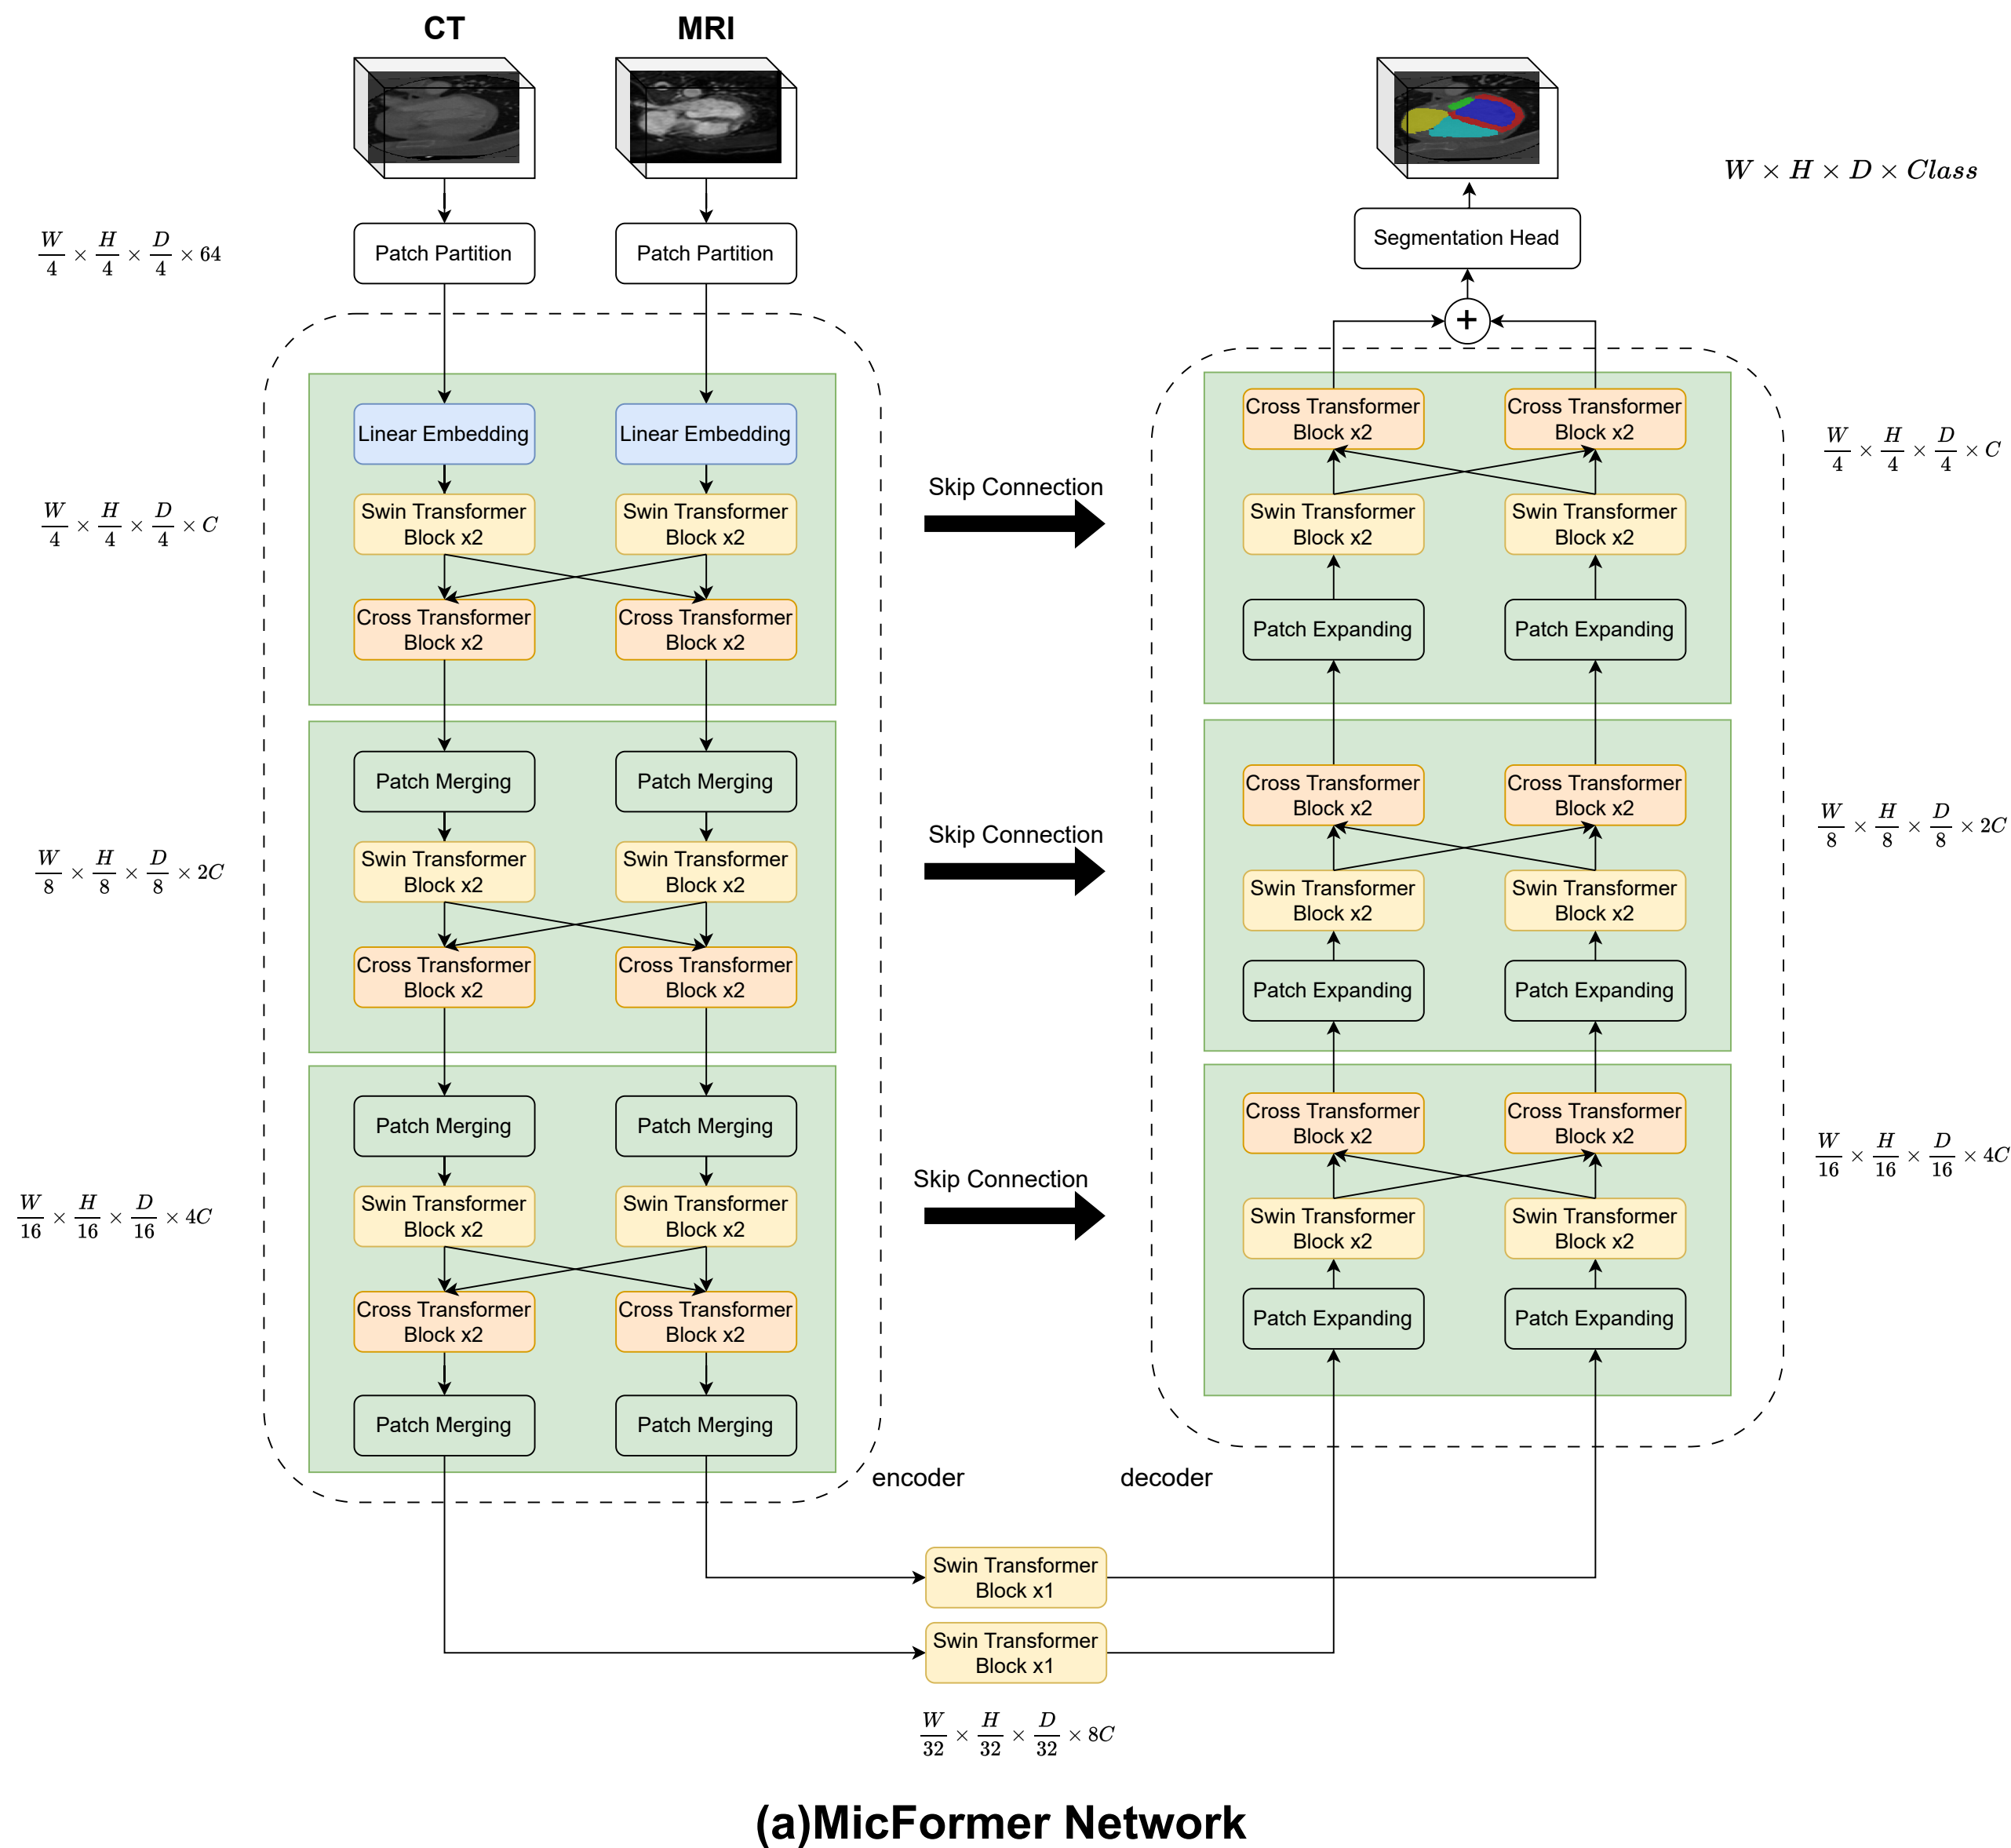 CT
MRI
W × H × D × Class
Patch Partition
Patch Partition
Segmentation Head
W/4 × H/4 × D/4 × 64
+
Linear Embedding
Linear Embedding
Swin Transformer
Block x2
Swin Transformer
Block x2
Cross Transformer
Block x2
Cross Transformer
Block x2
W/4 × H/4 × D/4 × C
Skip Connection
Cross Transformer
Block x2
Cross Transformer
Block x2
Swin Transformer
Block x2
Swin Transformer
Block x2
Patch Expanding
Patch Expanding
W/4 × H/4 × D/4 × C
Patch Merging
Patch Merging
Swin Transformer
Block x2
Swin Transformer
Block x2
Cross Transformer
Block x2
Cross Transformer
Block x2
W/8 × H/8 × D/8 × 2C
Skip Connection
Cross Transformer
Block x2
Cross Transformer
Block x2
Swin Transformer
Block x2
Swin Transformer
Block x2
Patch Expanding
Patch Expanding
W/8 × H/8 × D/8 × 2C
Patch Merging
Patch Merging
Swin Transformer
Block x2
Swin Transformer
Block x2
Cross Transformer
Block x2
Cross Transformer
Block x2
Patch Merging
Patch Merging
W/16 × H/16 × D/16 × 4C
Skip Connection
Cross Transformer
Block x2
Cross Transformer
Block x2
Swin Transformer
Block x2
Swin Transformer
Block x2
Patch Expanding
Patch Expanding
W/16 × H/16 × D/16 × 4C
encoder
decoder
Swin Transformer
Block x1
Swin Transformer
Block x1
W/32 × H/32 × D/32 × 8C
(a)MicFormer Network